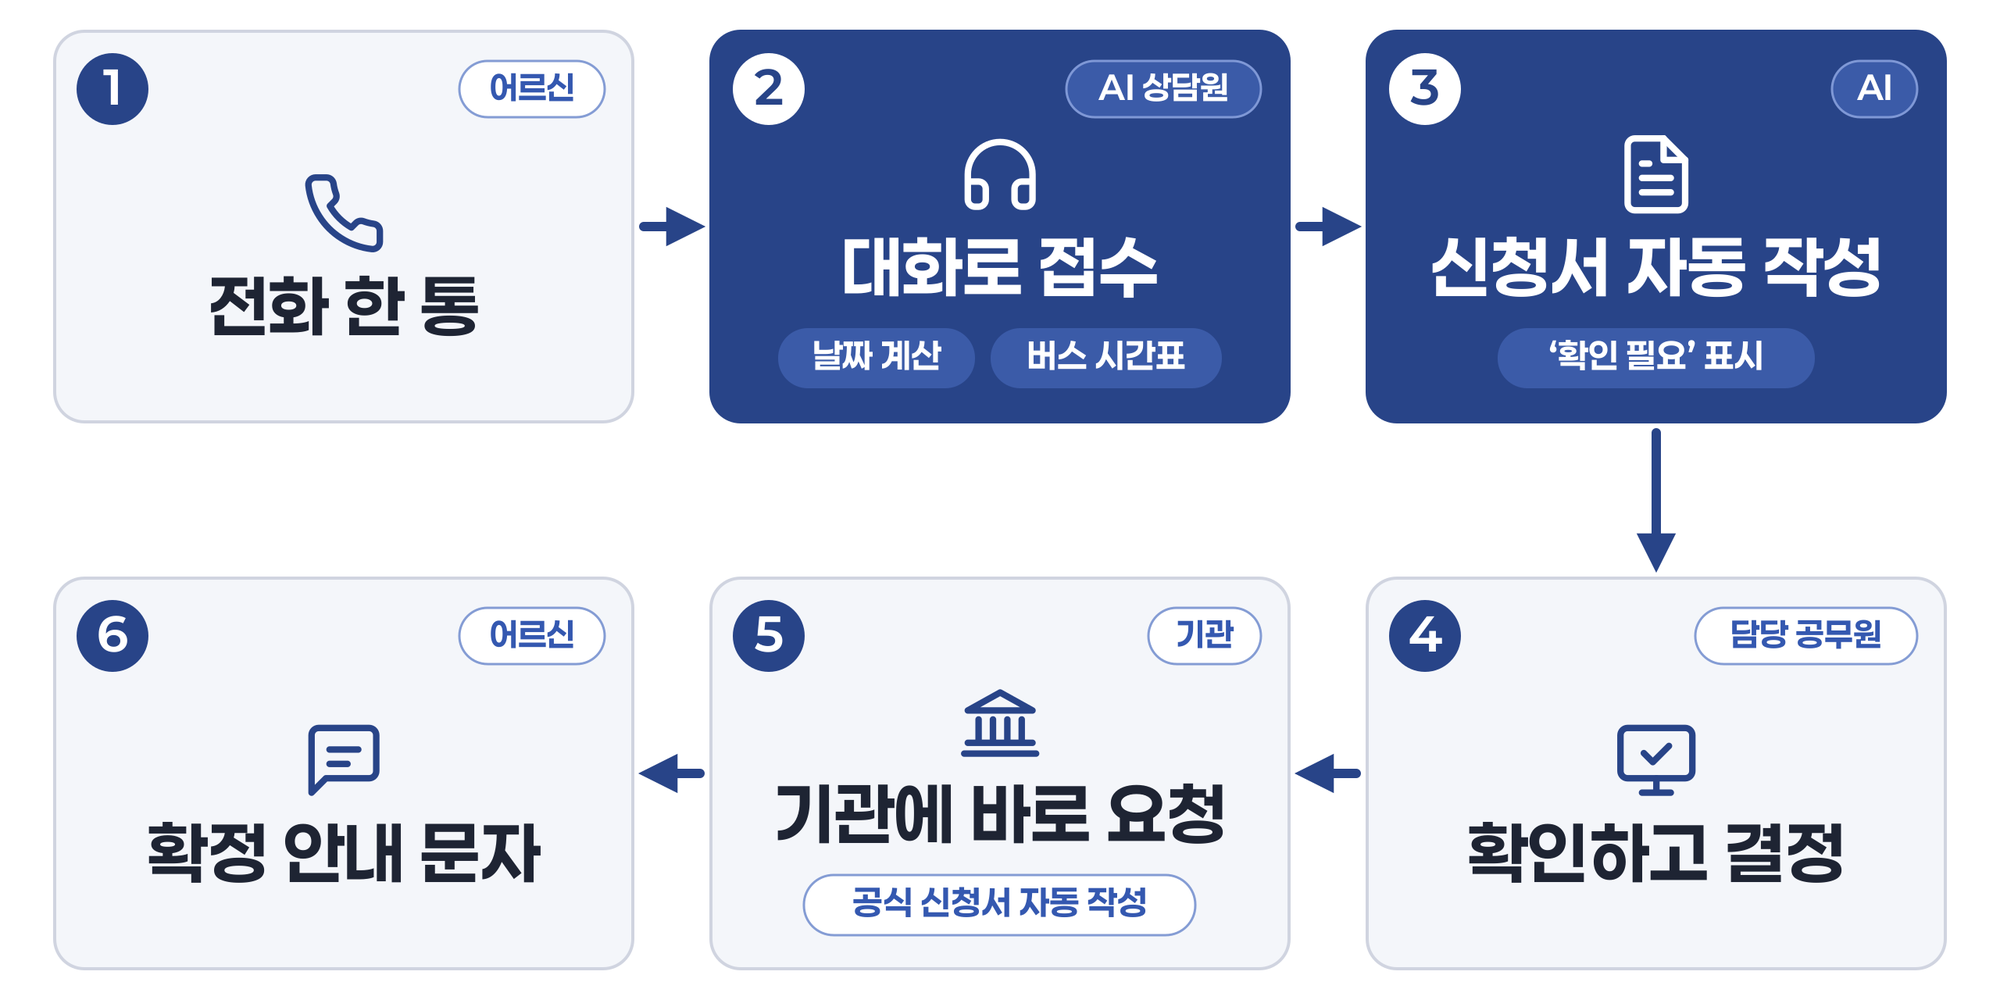 1
어르신
전화 한 통
2
AI 상담원
대화로 접수
날짜 계산
버스 시간표
3
AI
신청서 자동 작성
‘확인 필요’ 표시
4
담당 공무원
확인하고 결정
5
기관
기관에 바로 요청
공식 신청서 자동 작성
6
어르신
확정 안내 문자